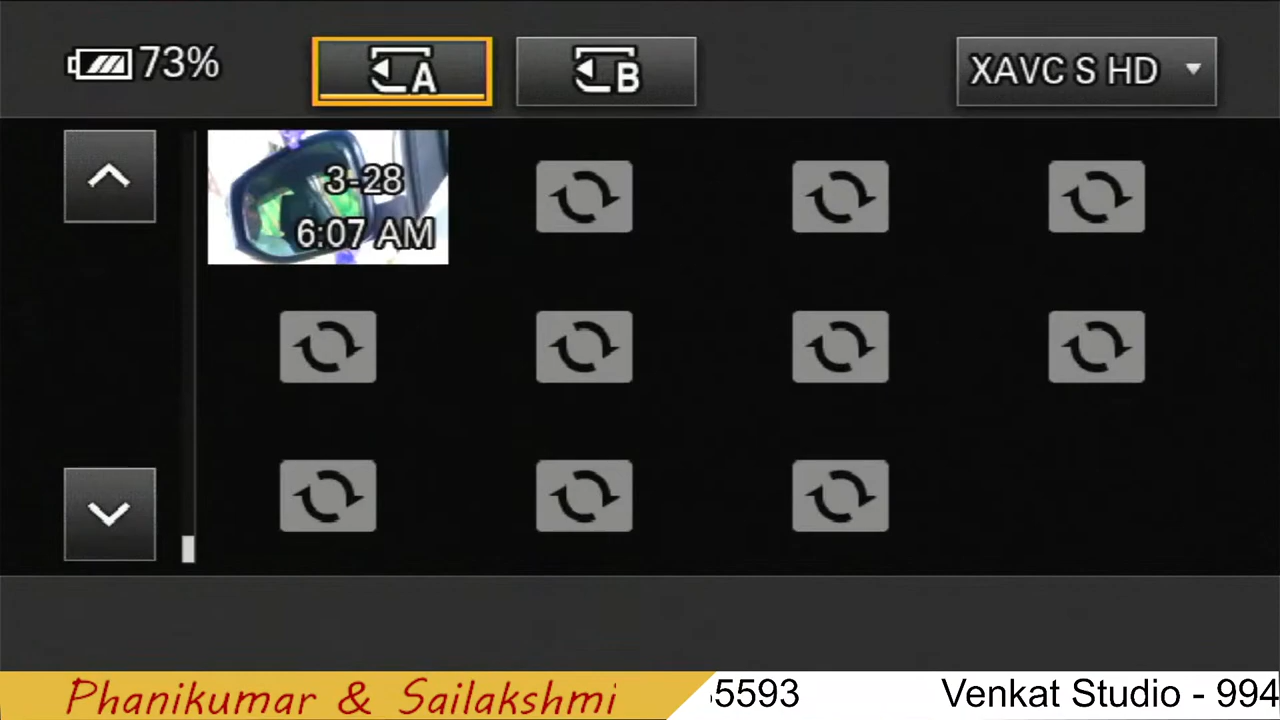 73%
A
B
XAVC S HD
3-28
6:07 AM
Phanikumar & Sailakshmi
5593
Venkat Studio - 994